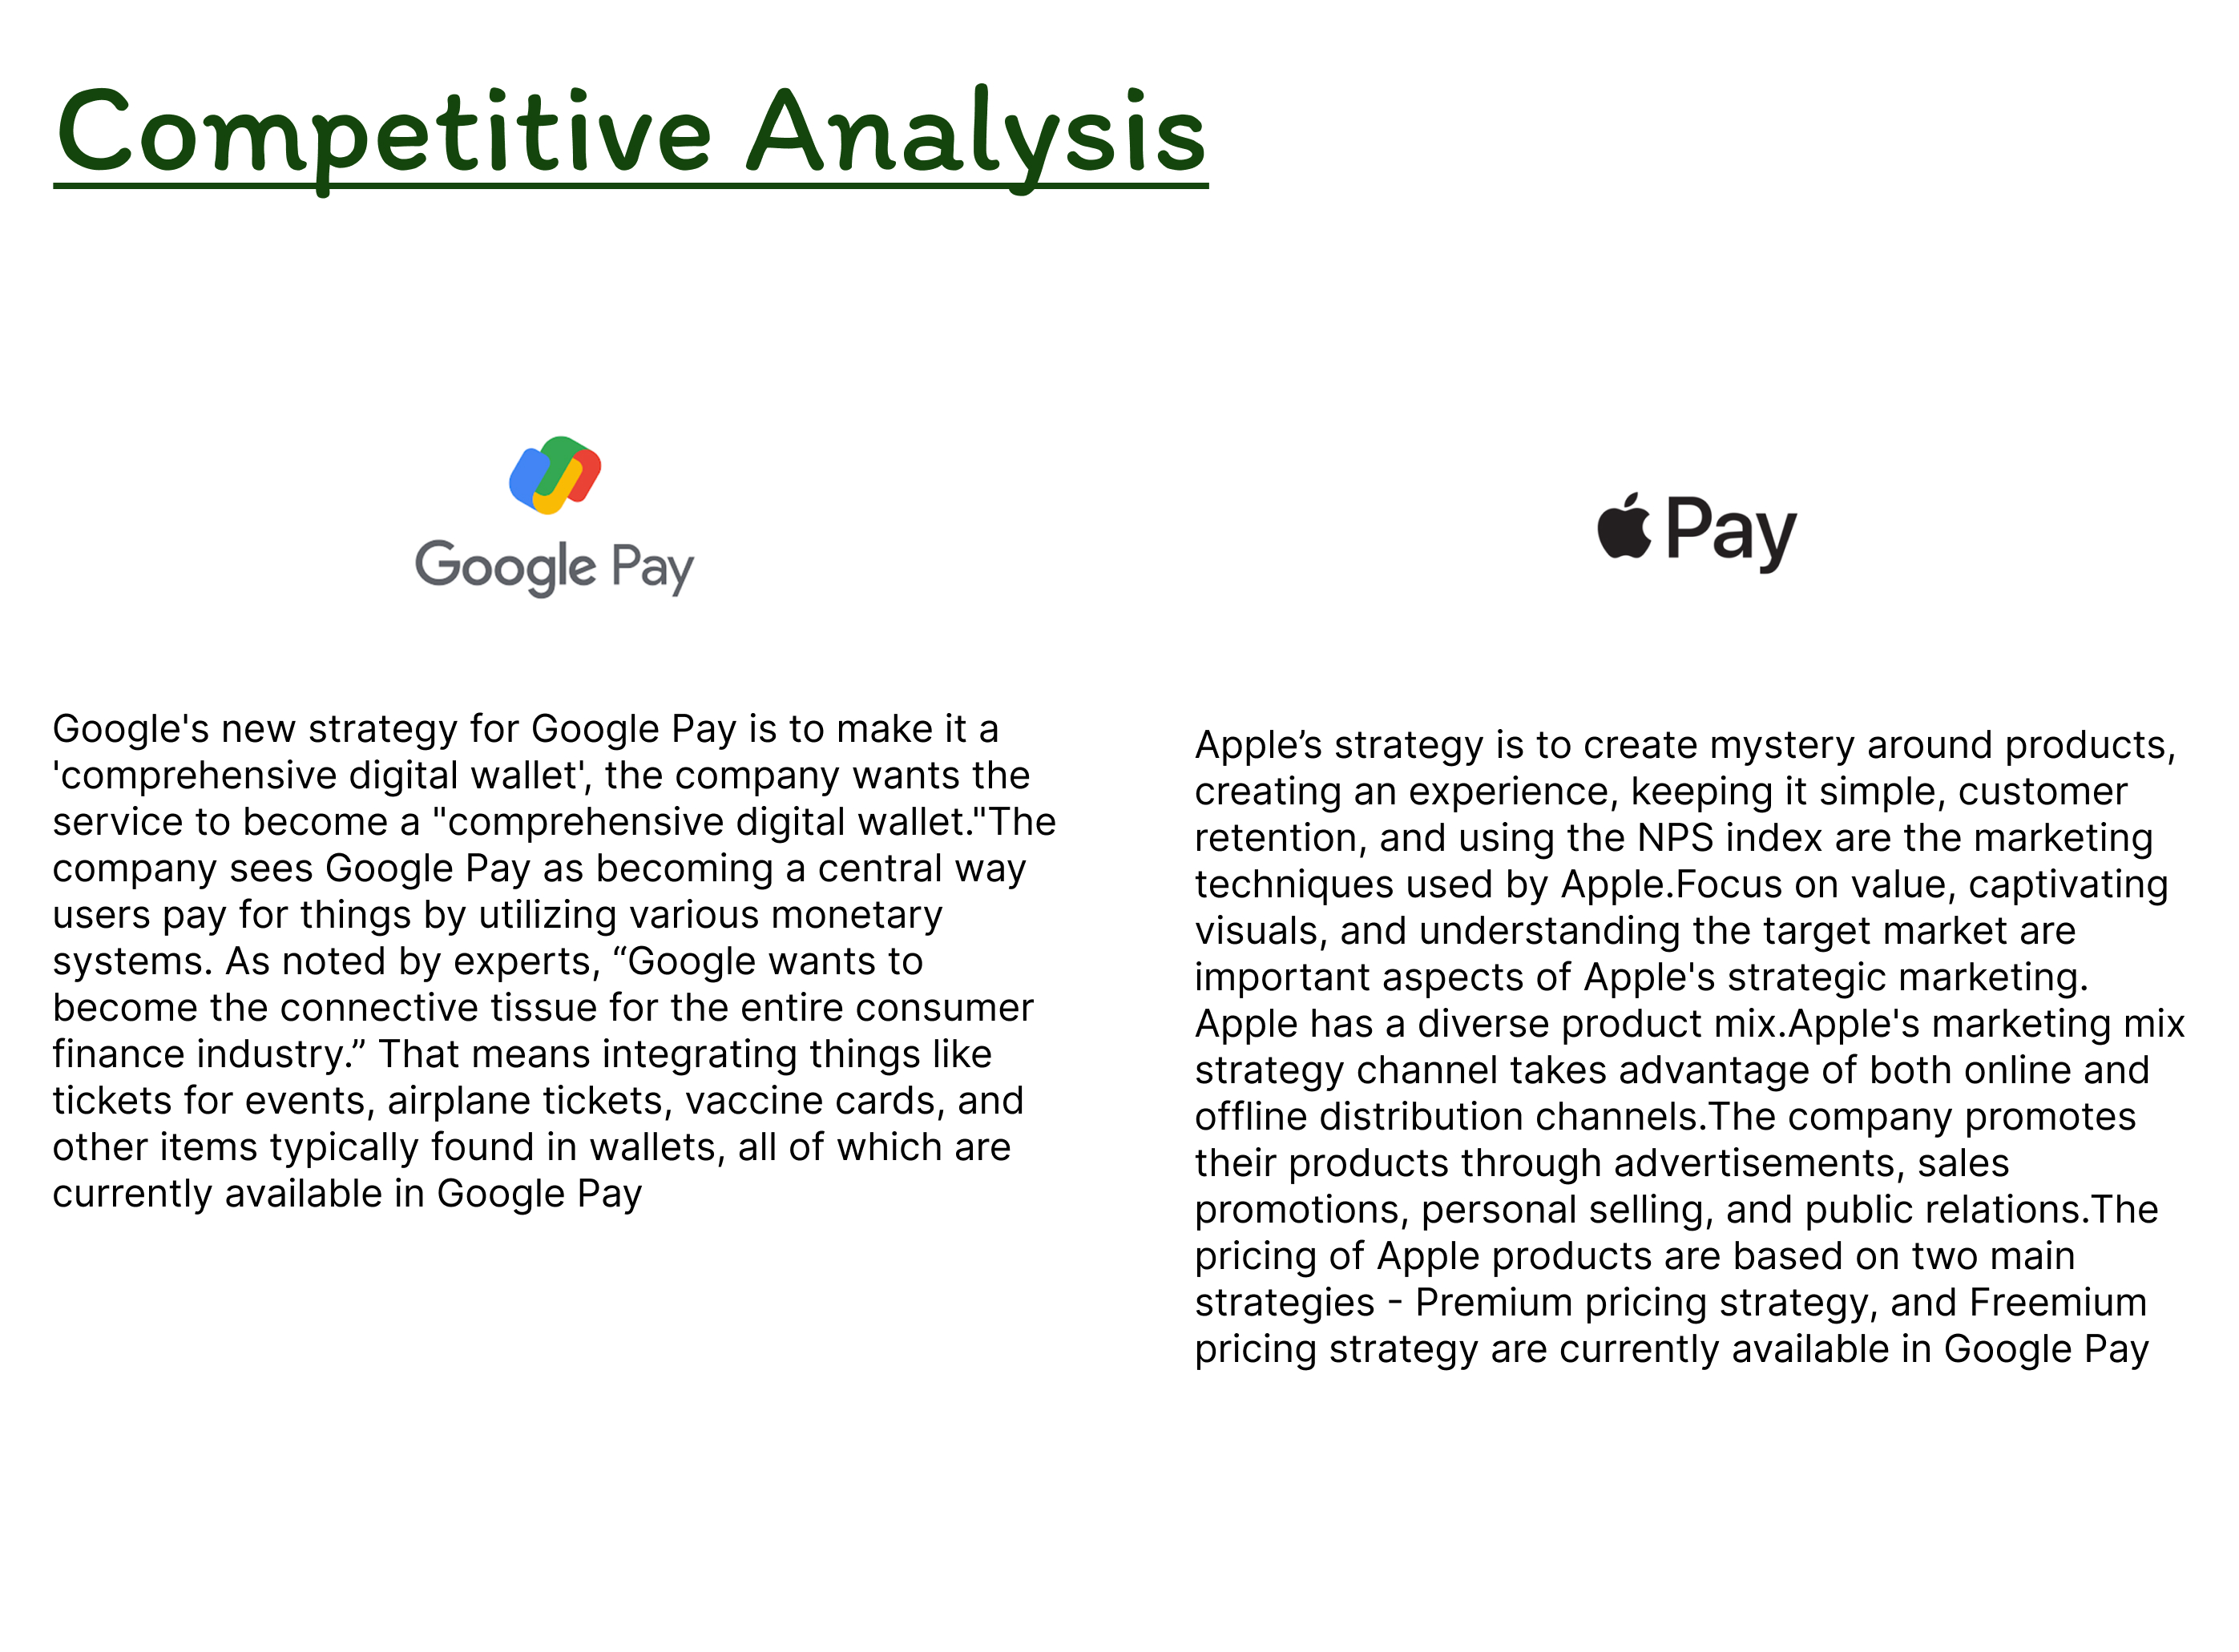 Competitive Analysis
Google Pay
Google's new strategy for Google Pay is to make it a
'comprehensive digital wallet', the company wants the
service to become a "comprehensive digital wallet."The
company sees Google Pay as becoming a central way
users pay for things by utilizing various monetary
systems. As noted by experts, “Google wants to
become the connective tissue for the entire consumer
finance industry.” That means integrating things like
tickets for events, airplane tickets, vaccine cards, and
other items typically found in wallets, all of which are
currently available in Google Pay
Pay
Apple’s strategy is to create mystery around products,
creating an experience, keeping it simple, customer
retention, and using the NPS index are the marketing
techniques used by Apple.Focus on value, captivating
visuals, and understanding the target market are
important aspects of Apple's strategic marketing.
Apple has a diverse product mix.Apple's marketing mix
strategy channel takes advantage of both online and
offline distribution channels.The company promotes
their products through advertisements, sales
promotions, personal selling, and public relations.The
pricing of Apple products are based on two main
strategies - Premium pricing strategy, and Freemium
pricing strategy are currently available in Google Pay